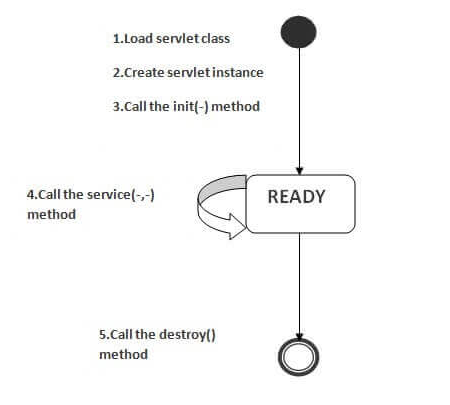 1.Load servlet class
2.Create servlet instance
3.Call the init(-) method
READY
4.Call the service(-,-)
method
5.Call the destroy()
method